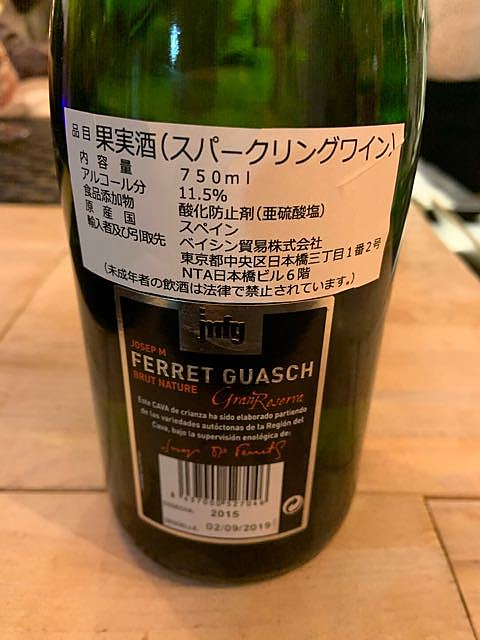 品目 果実酒(スパークリングワイン)
内容量 750ml
アルコール分 11.5%
食品添加物 酸化防止剤(亜硫酸塩)
原産国 スペイン
輸入者及び引取先 ベイシン貿易株式会社
東京都中央区日本橋三丁目1番2号
NTA日本橋ビル6階
(未成年者の飲酒は法律で禁止されています。)
jmfg
JOSEP M
FERRET GUASCH
BRUT NATURE
Gran Reserva
Este CAVA de crianza ha sido elaborado partiendo
de las variedades autóctonas de la Región del
Cava, bajo la supervisión enológica de:
8 437000 527046
COSECHA: 2015
DEGÜELLE: 02/09/2019